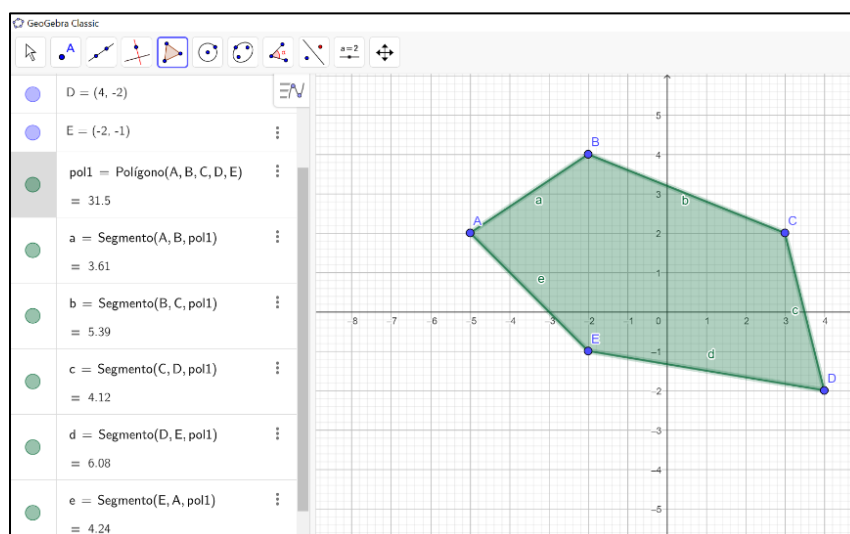 GeoGebra Classic
A
a=2
D = (4, -2)
E = (-2, -1)
pol1 = Polígono(A, B, C, D, E)
= 31.5
a = Segmento(A, B, pol1)
= 3.61
b = Segmento(B, C, pol1)
= 5.39
c = Segmento(C, D, pol1)
= 4.12
d = Segmento(D, E, pol1)
= 6.08
e = Segmento(E, A, pol1)
= 4.24
5
B
4
a
b
3
A
C
2
e
1
c
-8 -7 -6 -5 -4 -3 -2 -1 0 1 2 3 4
E
d
-1
D
-2
-3
-4
-5